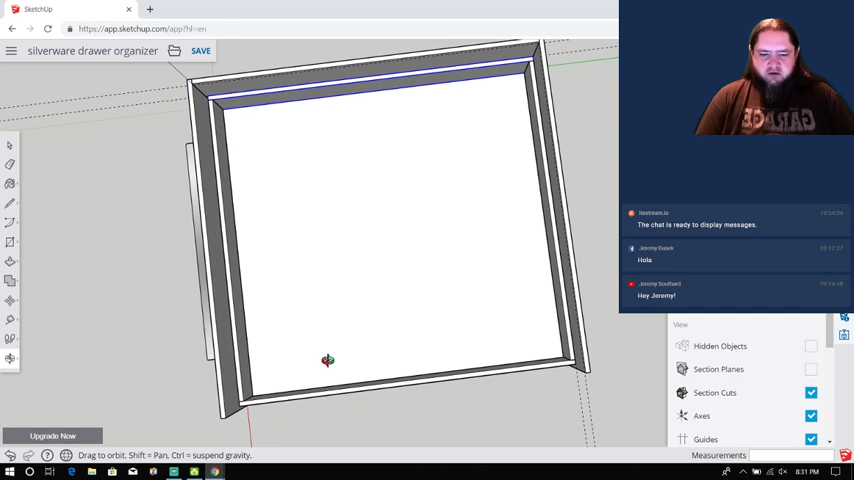 SketchUp
https://app.sketchup.com/app?hl=en
silverware drawer organizer
SAVE
GARAGE
Restream.io
The chat is ready to display messages.
Jeremy Dusek
Hola
Jeremy Southard
Hey Jeremy!
View
Hidden Objects
Section Planes
Section Cuts
Axes
Guides
Upgrade Now
Drag to orbit. Shift = Pan, Ctrl = suspend gravity.
Measurements
8:31 PM